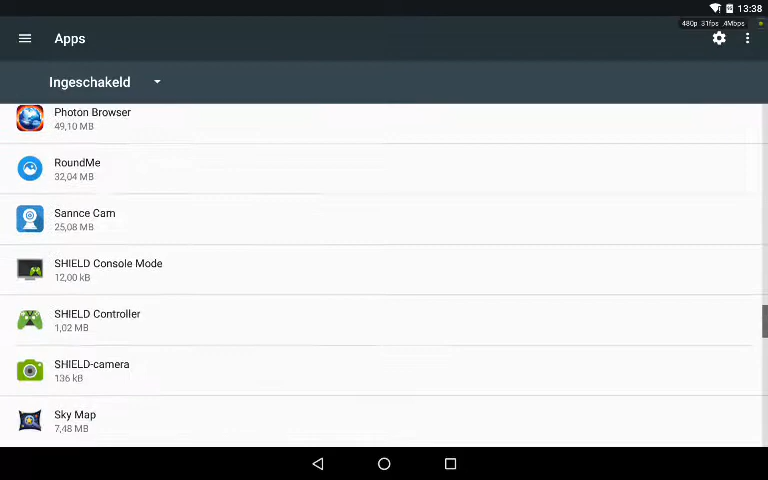 13:38
480p 31fps .4Mbps
Apps
Ingeschakeld
Photon Browser
49,10 MB
RoundMe
32,04 MB
Sannce Cam
25,08 MB
SHIELD Console Mode
12,00 kB
SHIELD Controller
1,02 MB
SHIELD-camera
136 kB
Sky Map
7,48 MB